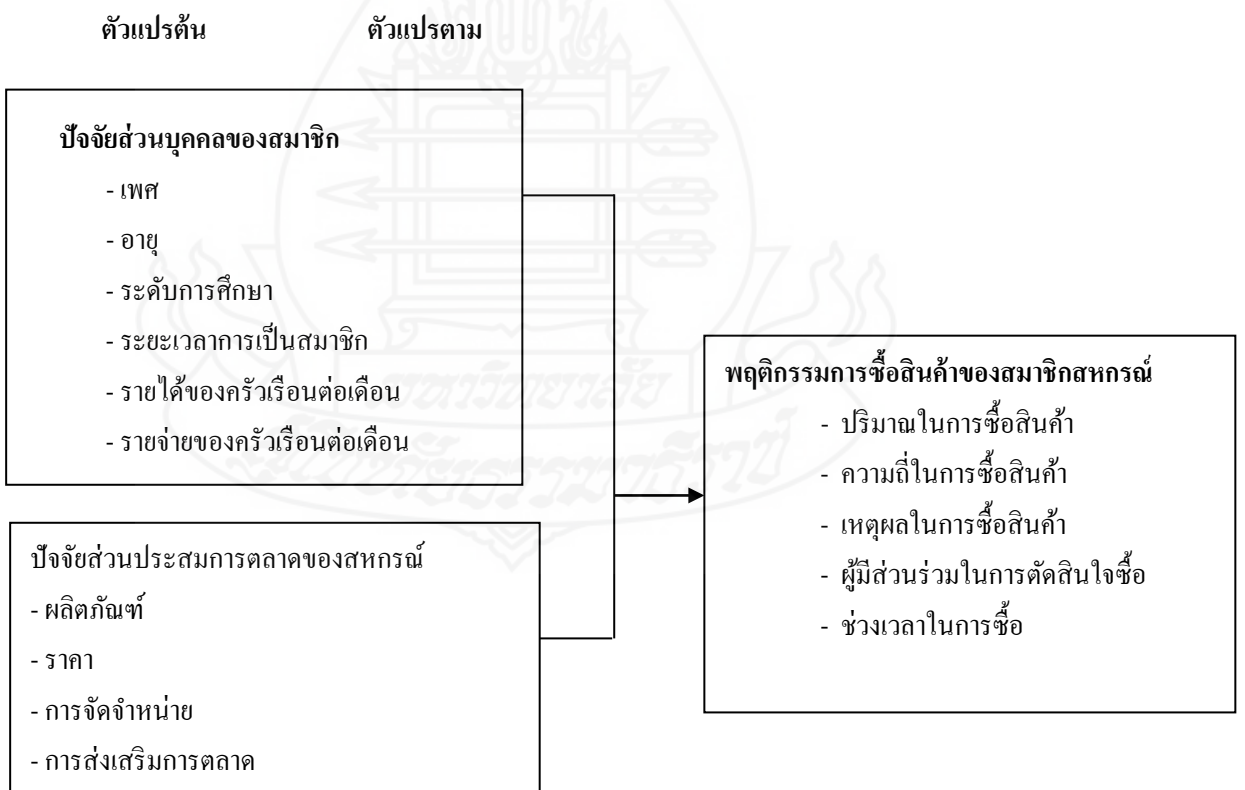 ตัวแปรต้น ตัวแปรตาม
ปัจจัยส่วนบุคคลของสมาชิก
- เพศ
- อายุ
- ระดับการศึกษา
- ระยะเวลาการเป็นสมาชิก
- รายได้ของครัวเรือนต่อเดือน
- รายจ่ายของครัวเรือนต่อเดือน
ปัจจัยส่วนประสมการตลาดของสหกรณ์
- ผลิตภัณฑ์
- ราคา
- การจัดจำหน่าย
- การส่งเสริมการตลาด
พฤติกรรมการซื้อสินค้าของสมาชิกสหกรณ์
- ปริมาณในการซื้อสินค้า
- ความถี่ในการซื้อสินค้า
- เหตุผลในการซื้อสินค้า
- ผู้มีส่วนร่วมในการตัดสินใจซื้อ
- ช่วงเวลาในการซื้อ